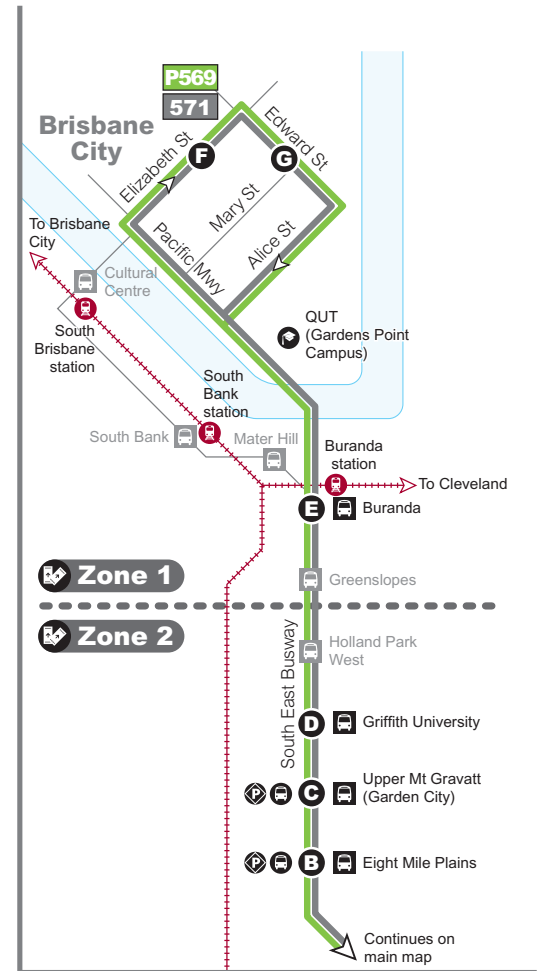 P569
571
Brisbane
City
Elizabeth St
F
Edward St
G
Mary St
Alice St
Pacific Mwy
To Brisbane
City
Cultural
Centre
South
Brisbane
station
QUT
(Gardens Point
Campus)
South
Bank
station
South Bank
Mater Hill
Buranda
station
To Cleveland
E
Buranda
Zone 1
Greenslopes
Zone 2
Holland Park
West
South East Busway
D
Griffith University
P
C
Upper Mt Gravatt
(Garden City)
P
B
Eight Mile Plains
Continues on
main map